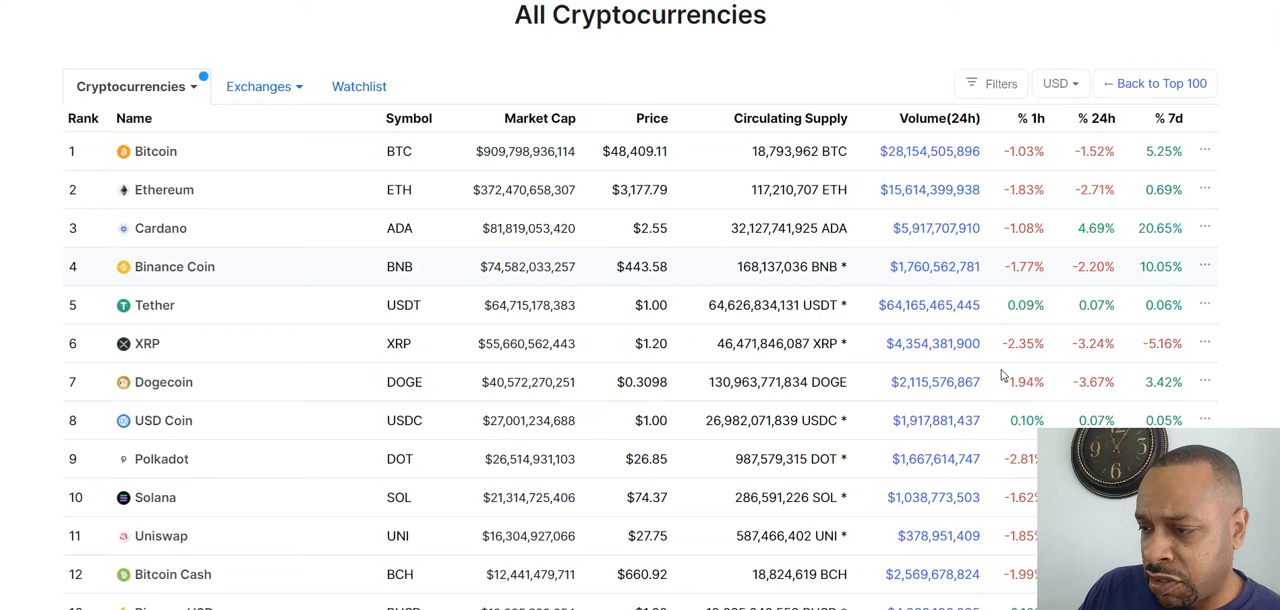 All Cryptocurrencies
Cryptocurrencies Exchanges Watchlist Filters USD ← Back to Top 100
Rank Name Symbol Market Cap Price Circulating Supply Volume(24h) % 1h % 24h % 7d
1 Bitcoin BTC $909,798,936,114 $48,409.11 18,793,962 BTC $28,154,505,896 -1.03% -1.52% 5.25%
2 Ethereum ETH $372,470,658,307 $3,177.79 117,210,707 ETH $15,614,399,938 -1.83% -2.71% 0.69%
3 Cardano ADA $81,819,053,420 $2.55 32,127,741,925 ADA $5,917,707,910 -1.08% 4.69% 20.65%
4 Binance Coin BNB $74,582,033,257 $443.58 168,137,036 BNB * $1,760,562,781 -1.77% -2.20% 10.05%
5 Tether USDT $64,715,178,383 $1.00 64,626,834,131 USDT * $64,165,465,445 0.09% 0.07% 0.06%
6 XRP XRP $55,660,562,443 $1.20 46,471,846,087 XRP * $4,354,381,900 -2.35% -3.24% -5.16%
7 Dogecoin DOGE $40,572,270,251 $0.3098 130,963,771,834 DOGE $2,115,576,867 1.94% -3.67% 3.42%
8 USD Coin USDC $27,001,234,688 $1.00 26,982,071,839 USDC * $1,917,881,437 0.10% 0.07% 0.05%
9 Polkadot DOT $26,514,931,103 $26.85 987,579,315 DOT * $1,667,614,747 -2.81%
10 Solana SOL $21,314,725,406 $74.37 286,591,226 SOL * $1,038,773,503 -1.62%
11 Uniswap UNI $16,304,927,066 $27.75 587,466,402 UNI * $378,951,409 -1.85%
12 Bitcoin Cash BCH $12,441,479,711 $660.92 18,824,619 BCH $2,569,678,824 -1.99%